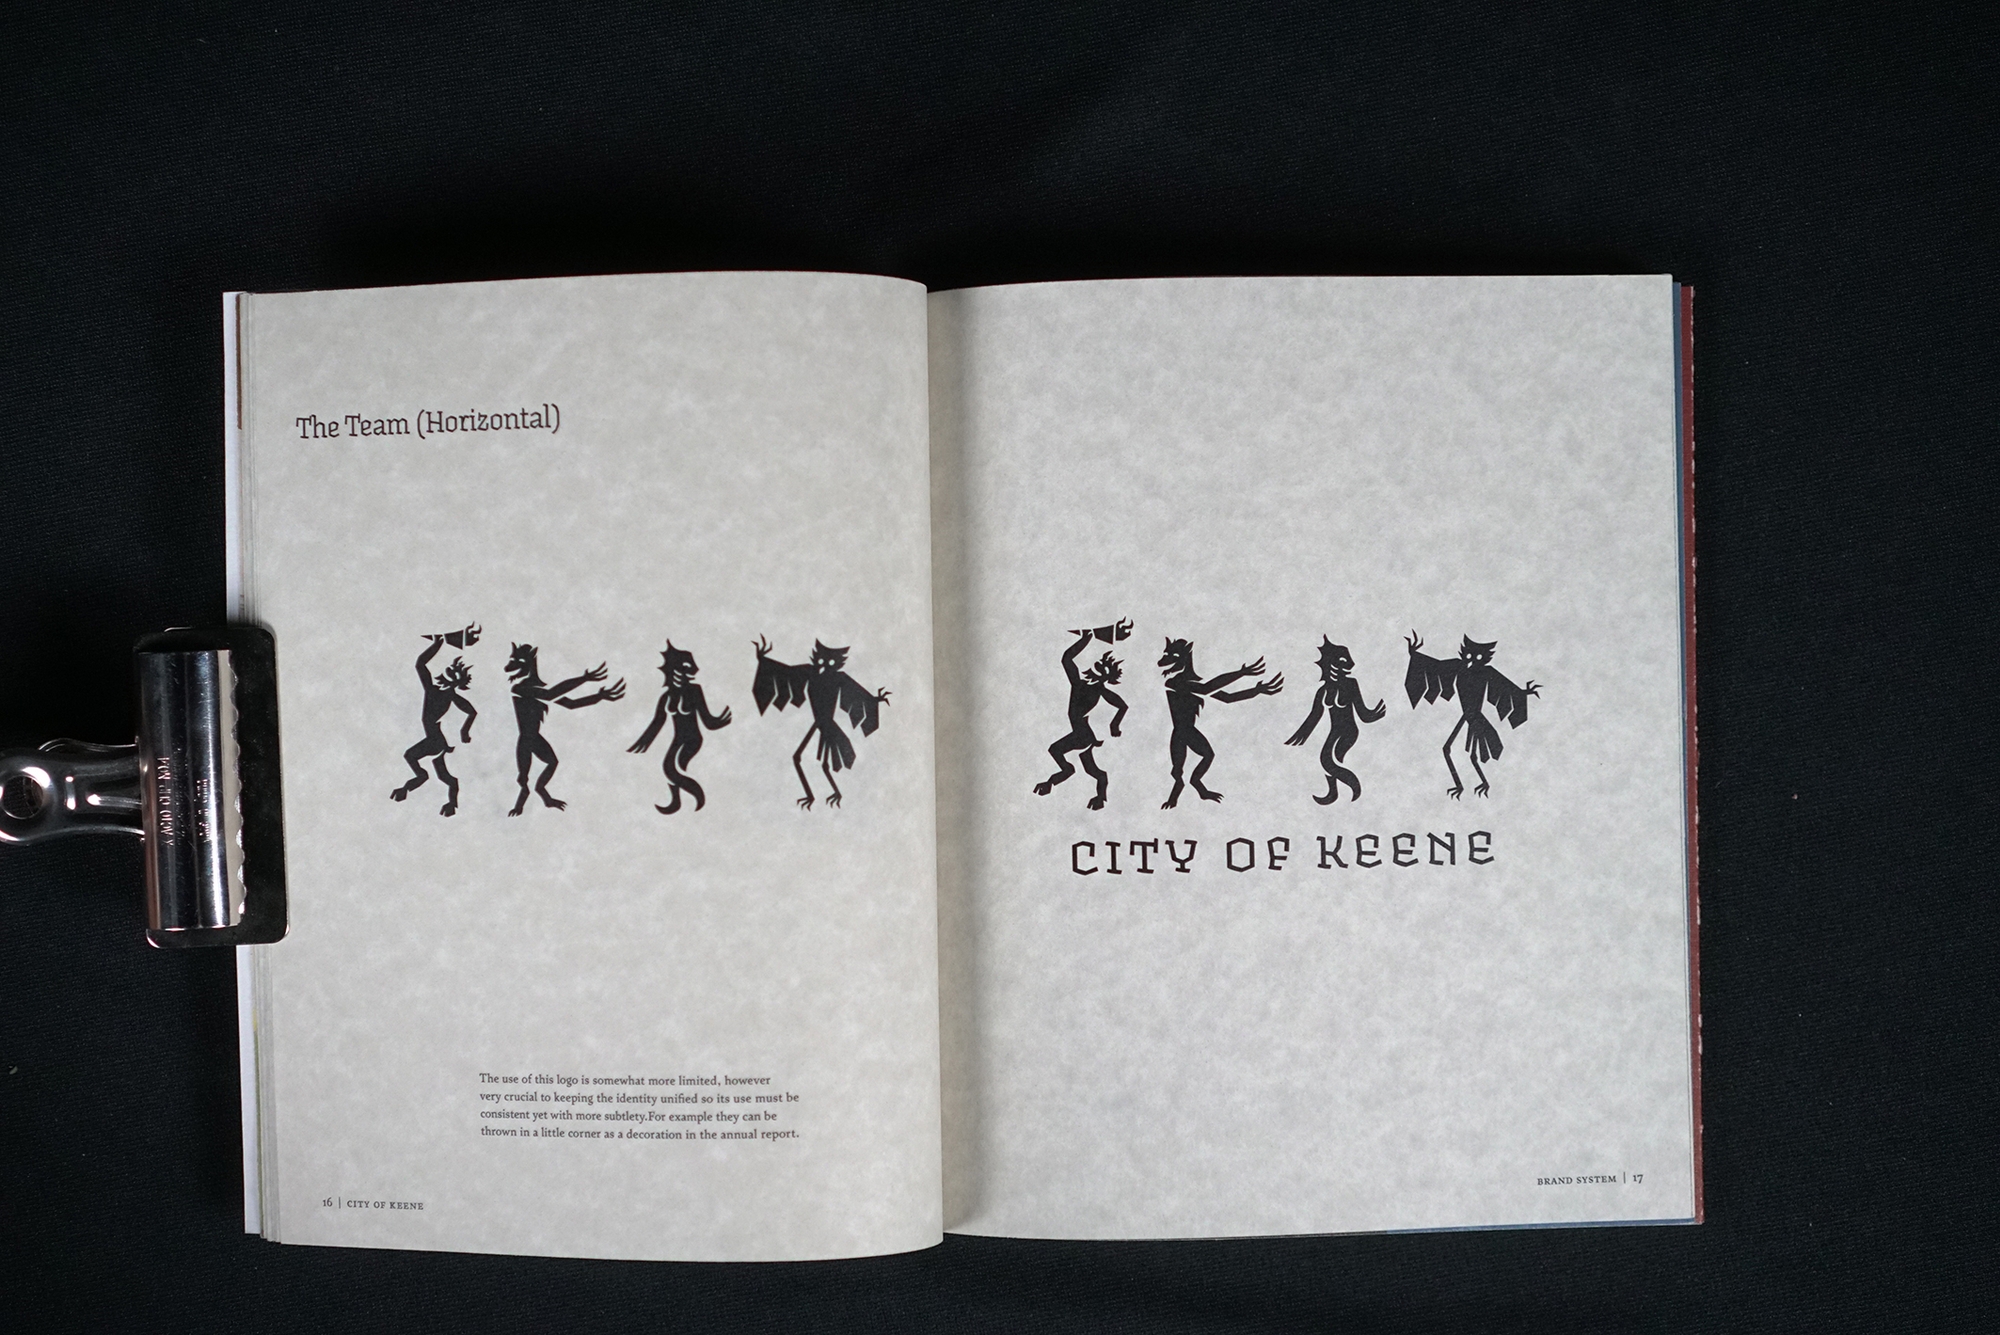 The Team (Horizontal)
The use of this logo is somewhat more limited, however
very crucial to keeping the identity unified so its use must be
consistent yet with more subtlety.For example they can be
thrown in a little corner as a decoration in the annual report.
16 | CITY OF KEENE
CITY OF KEENE
BRAND SYSTEM | 17